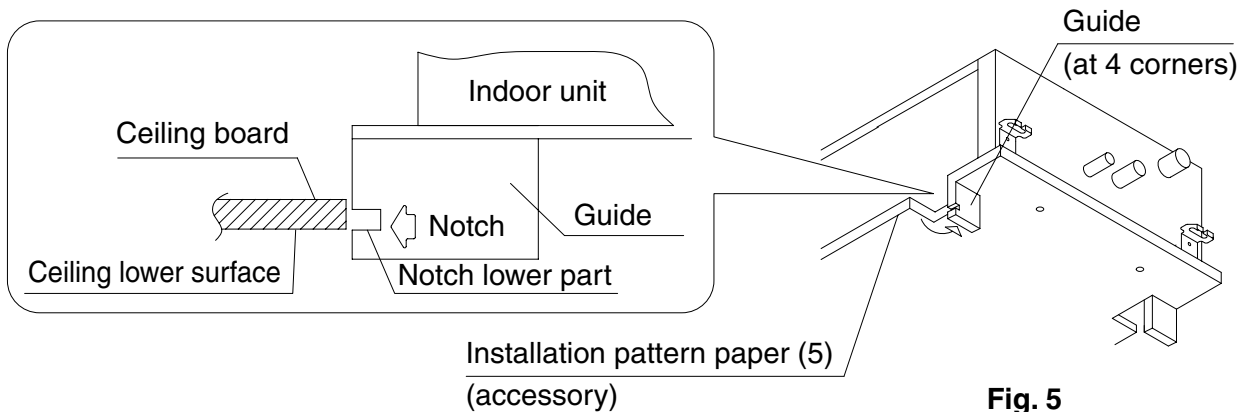 Guide
(at 4 corners)
Indoor unit
Ceiling board
Notch
Guide
Ceiling lower surface
Notch lower part
Installation pattern paper (5)
(accessory)
Fig. 5